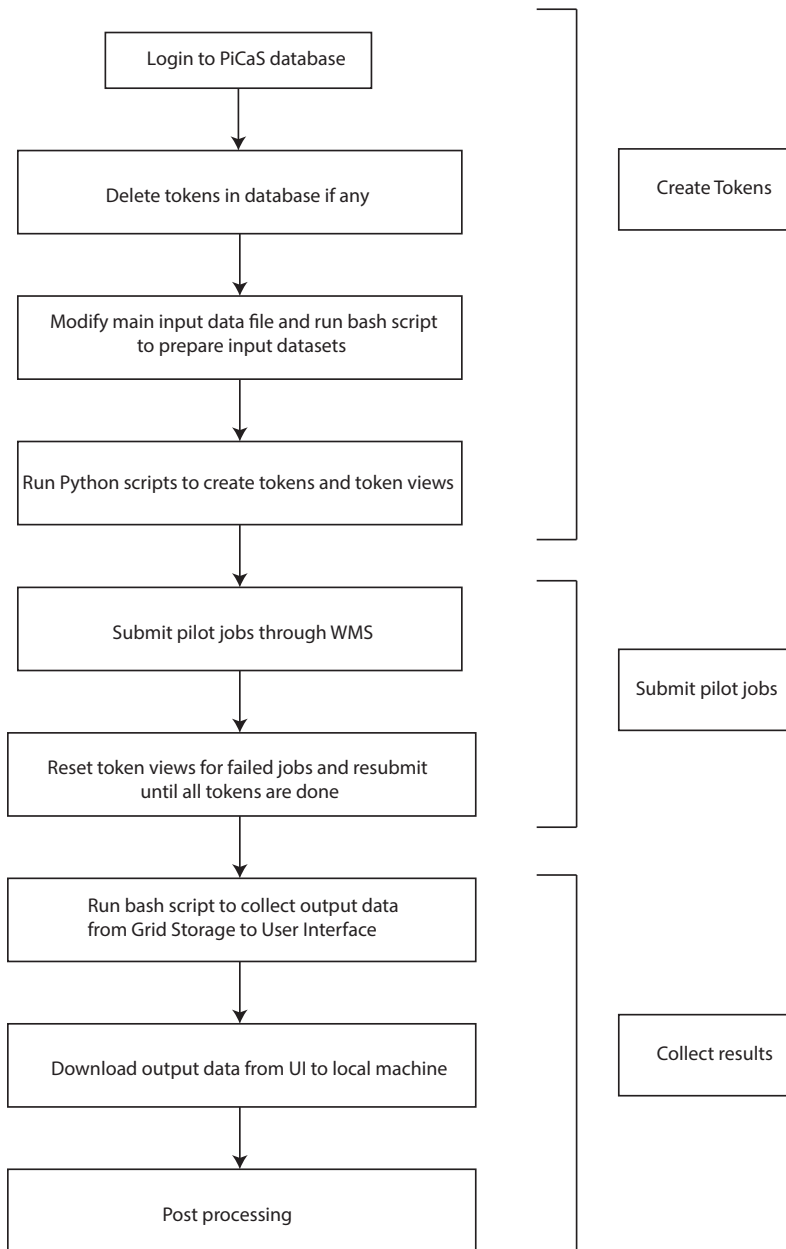 Login to PiCaS database
Delete tokens in database if any
Create Tokens
Modify main input data file and run bash script
to prepare input datasets
Run Python scripts to create tokens and token views
Submit pilot jobs through WMS
Submit pilot jobs
Reset token views for failed jobs and resubmit
until all tokens are done
Run bash script to collect output data
from Grid Storage to User Interface
Download output data from UI to local machine
Collect results
Post processing